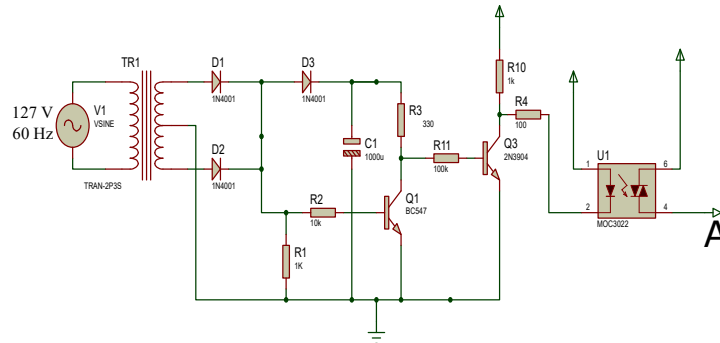 TR1
TRAN-2P3S
127 V
60 Hz
V1
VSINE
D1
1N4001
D2
1N4001
D3
1N4001
C1
1000u
R3
330
R2
10k
R1
1K
Q1
BC547
R11
100k
R10
1k
Q3
2N3904
R4
100
U1
1
2
6
4
MOC3022
A